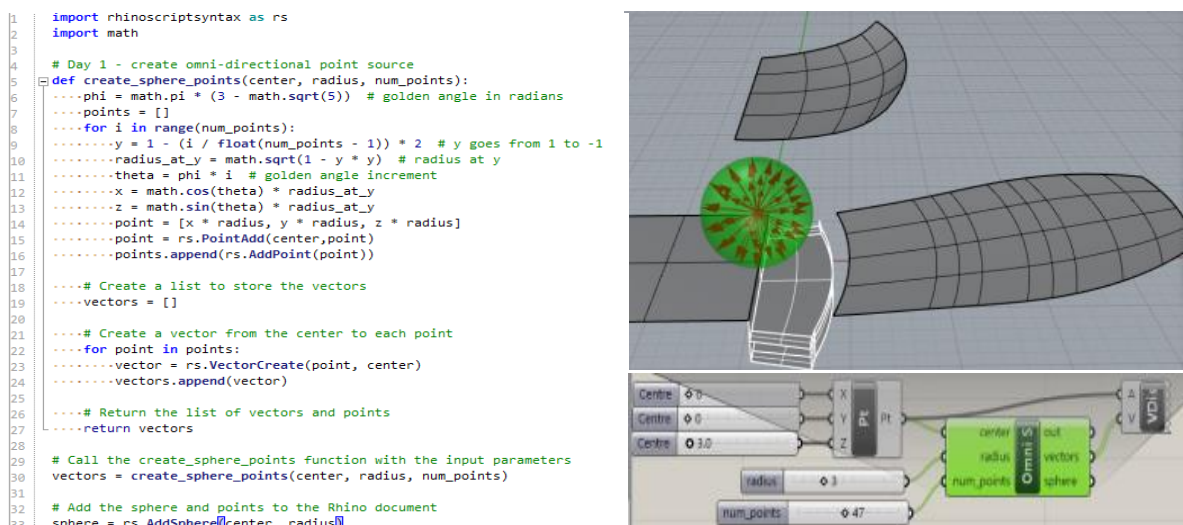 1 import rhinoscriptsyntax as rs
2 import math
3
4 # Day 1 - create omni-directional point source
5 def create_sphere_points(center, radius, num_points):
6 ····phi = math.pi * (3 - math.sqrt(5))  # golden angle in radians
7 ····points = []
8 ····for i in range(num_points):
9 ········y = 1 - (i / float(num_points - 1)) * 2  # y goes from 1 to -1
10 ········radius_at_y = math.sqrt(1 - y * y)  # radius at y
11 ········theta = phi * i  # golden angle increment
12 ········x = math.cos(theta) * radius_at_y
13 ········z = math.sin(theta) * radius_at_y
14 ········point = [x * radius, y * radius, z * radius]
15 ········point = rs.PointAdd(center,point)
16 ········points.append(rs.AddPoint(point))
17
18 ····# Create a list to store the vectors
19 ····vectors = []
20
21 ····# Create a vector from the center to each point
22 ····for point in points:
23 ········vector = rs.VectorCreate(point, center)
24 ········vectors.append(vector)
25
26 ····# Return the list of vectors and points
27 ····return vectors
28
29 # Call the create_sphere_points function with the input parameters
30 vectors = create_sphere_points(center, radius, num_points)
31
32 # Add the sphere and points to the Rhino document
33 sphere = rs.AddSphere(center, radius)
Centre 0
Centre 0
Centre 3.0
X
Y
Z
Pt
Pt
radius 3
num_points 47
center
radius
num_points
Omni S
out
vectors
sphere
A
V
VDi